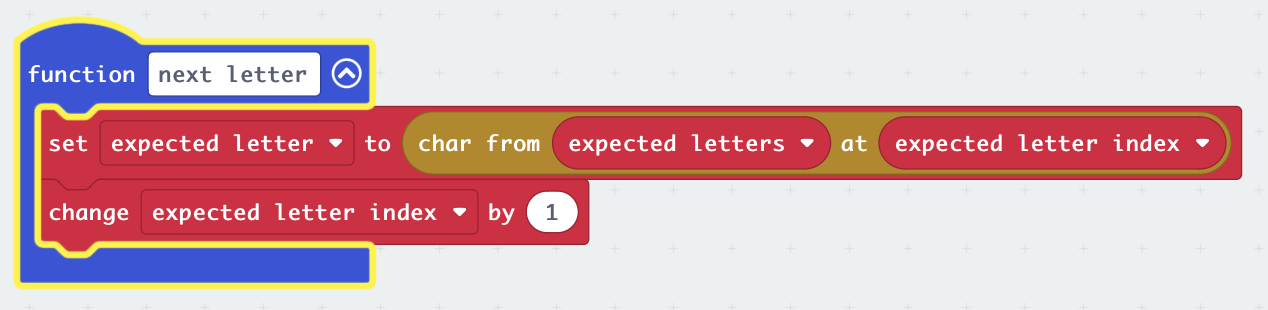 function next letter
set expected letter to char from expected letters at expected letter index
change expected letter index by 1